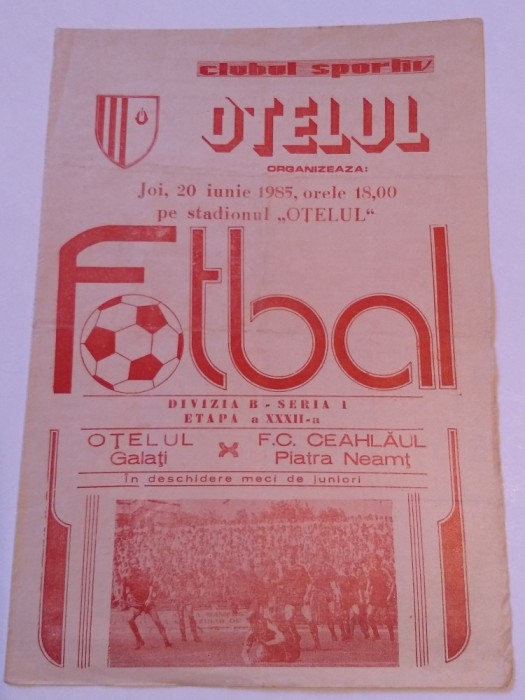 clubul sportiv
OȚELUL
ORGANIZEAZA:
Joi, 20 iunie 1985, orele 18,00
pe stadionul „OȚELUL“
Fotbal
DIVIZIA B - SERIA 1
ETAPA a XXXII-a
OȚELUL Galați x F.C. CEAHLĂUL Piatra Neamț
În deschidere meci de juniori